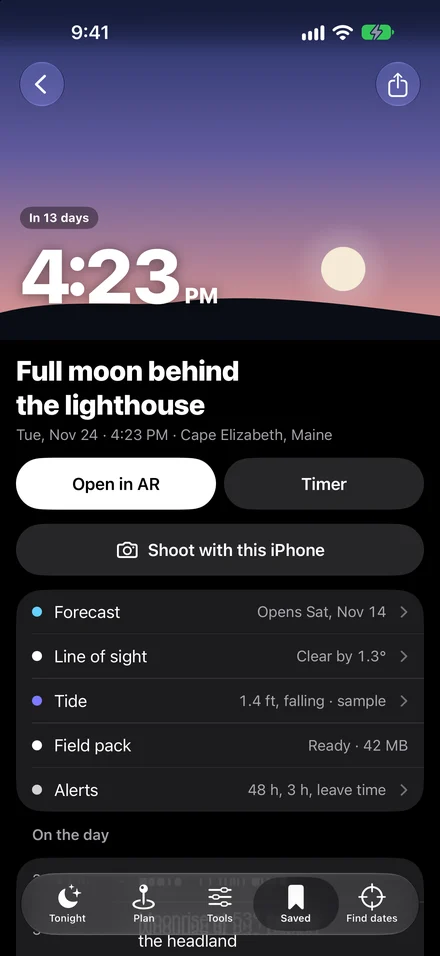 9:41
In 13 days
4:23 PM
Full moon behind
the lighthouse
Tue, Nov 24 · 4:23 PM · Cape Elizabeth, Maine
Open in AR
Timer
Shoot with this iPhone
Forecast
Opens Sat, Nov 14
Line of sight
Clear by 1.3°
Tide
1.4 ft, falling · sample
Field pack
Ready · 42 MB
Alerts
48 h, 3 h, leave time
On the day
the headland
Tonight
Plan
Tools
Saved
Find dates